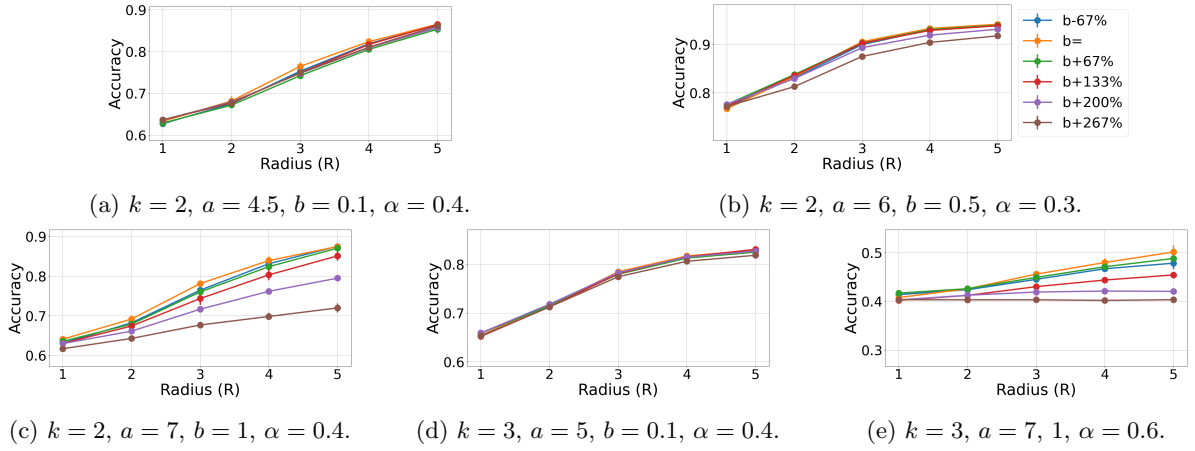 0.9
0.8
0.7
0.6
Accuracy
1 2 3 4 5
Radius (R)
(a) k = 2, a = 4.5, b = 0.1, α = 0.4.
0.9
0.8
Accuracy
1 2 3 4 5
Radius (R)
b-67%
b=
b+67%
b+133%
b+200%
b+267%
(b) k = 2, a = 6, b = 0.5, α = 0.3.
0.9
0.8
0.7
0.6
Accuracy
1 2 3 4 5
Radius (R)
(c) k = 2, a = 7, b = 1, α = 0.4.
0.8
0.7
0.6
Accuracy
1 2 3 4 5
Radius (R)
(d) k = 3, a = 5, b = 0.1, α = 0.4.
0.5
0.4
0.3
Accuracy
1 2 3 4 5
Radius (R)
(e) k = 3, a = 7, 1, α = 0.6.